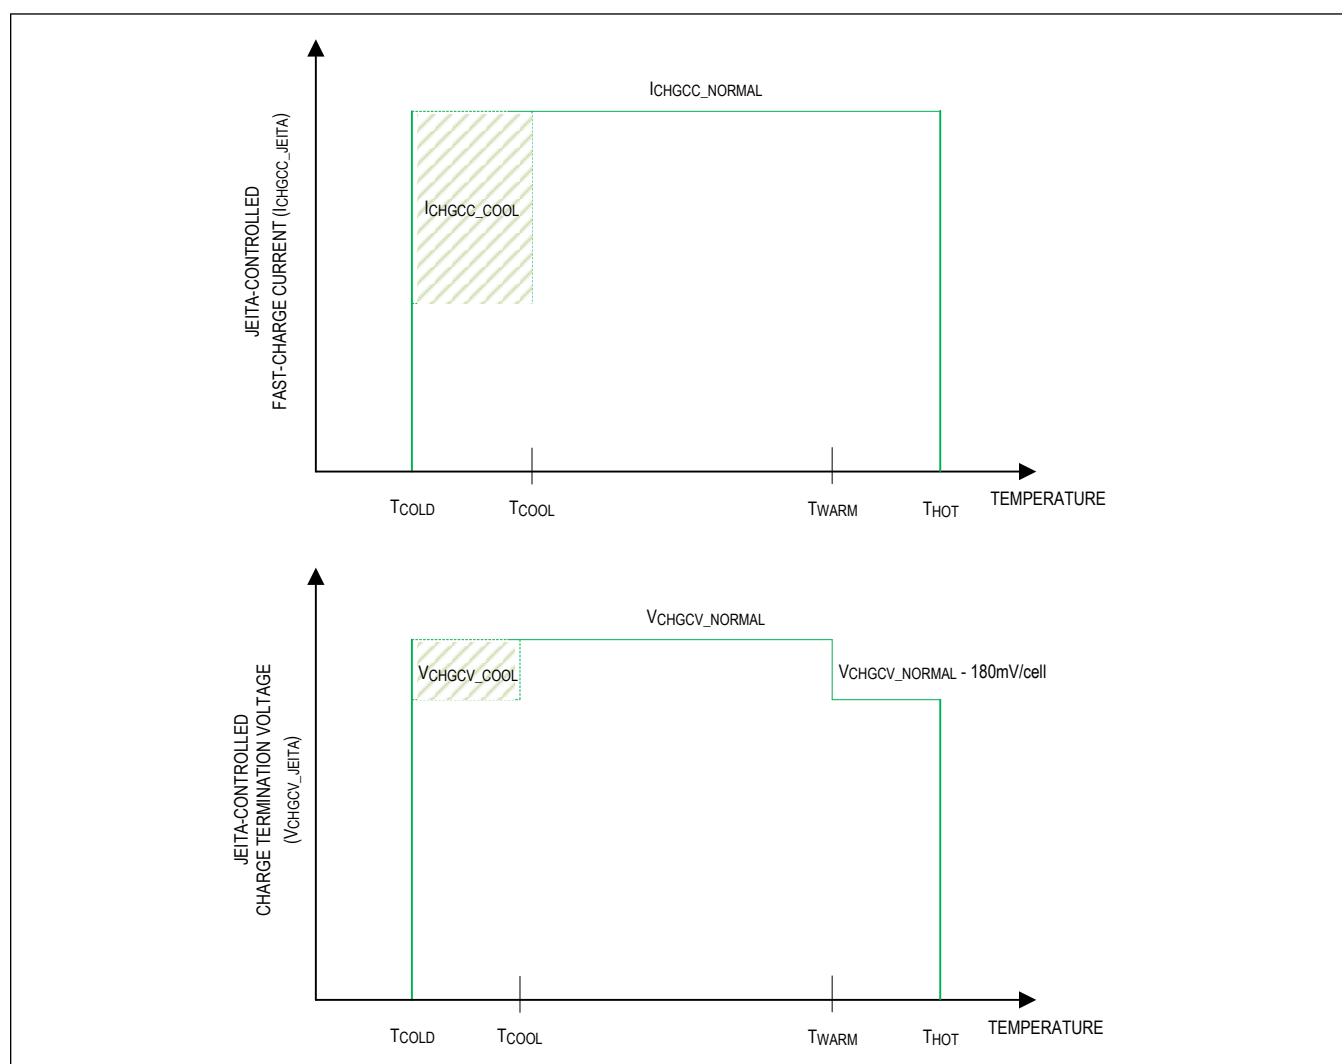 ICHGCC_NORMAL
JEITA-CONTROLLED
FAST-CHARGE CURRENT (ICHGCC_JEITA)
ICHGCC_COOL
TCOLD
TCOOL
TWARM
THOT
TEMPERATURE
VCHGCV_NORMAL
JEITA-CONTROLLED
CHARGE TERMINATION VOLTAGE
(VCHGCV_JEITA)
VCHGCV_COOL
VCHGCV_NORMAL - 180mV/cell
TCOLD
TCOOL
TWARM
THOT
TEMPERATURE